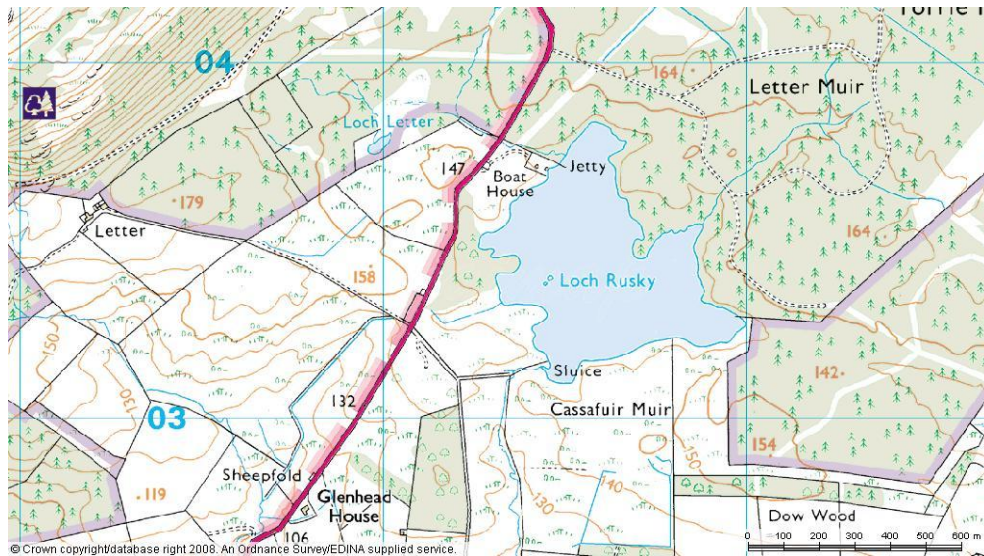 04
164
Letter Muir
Loch Letter
147
Boat
House
Jetty
179
Letter
164
158
Loch Rusky
150
130
Sluice
142
132
Cassafuir Muir
03
154
150
Sheepfold
119
Glenhead
House
140
130
Dow Wood
106
0 100 200 300 400 500 600 m
© Crown copyright/database right 2008. An Ordnance Survey/EDINA supplied service.